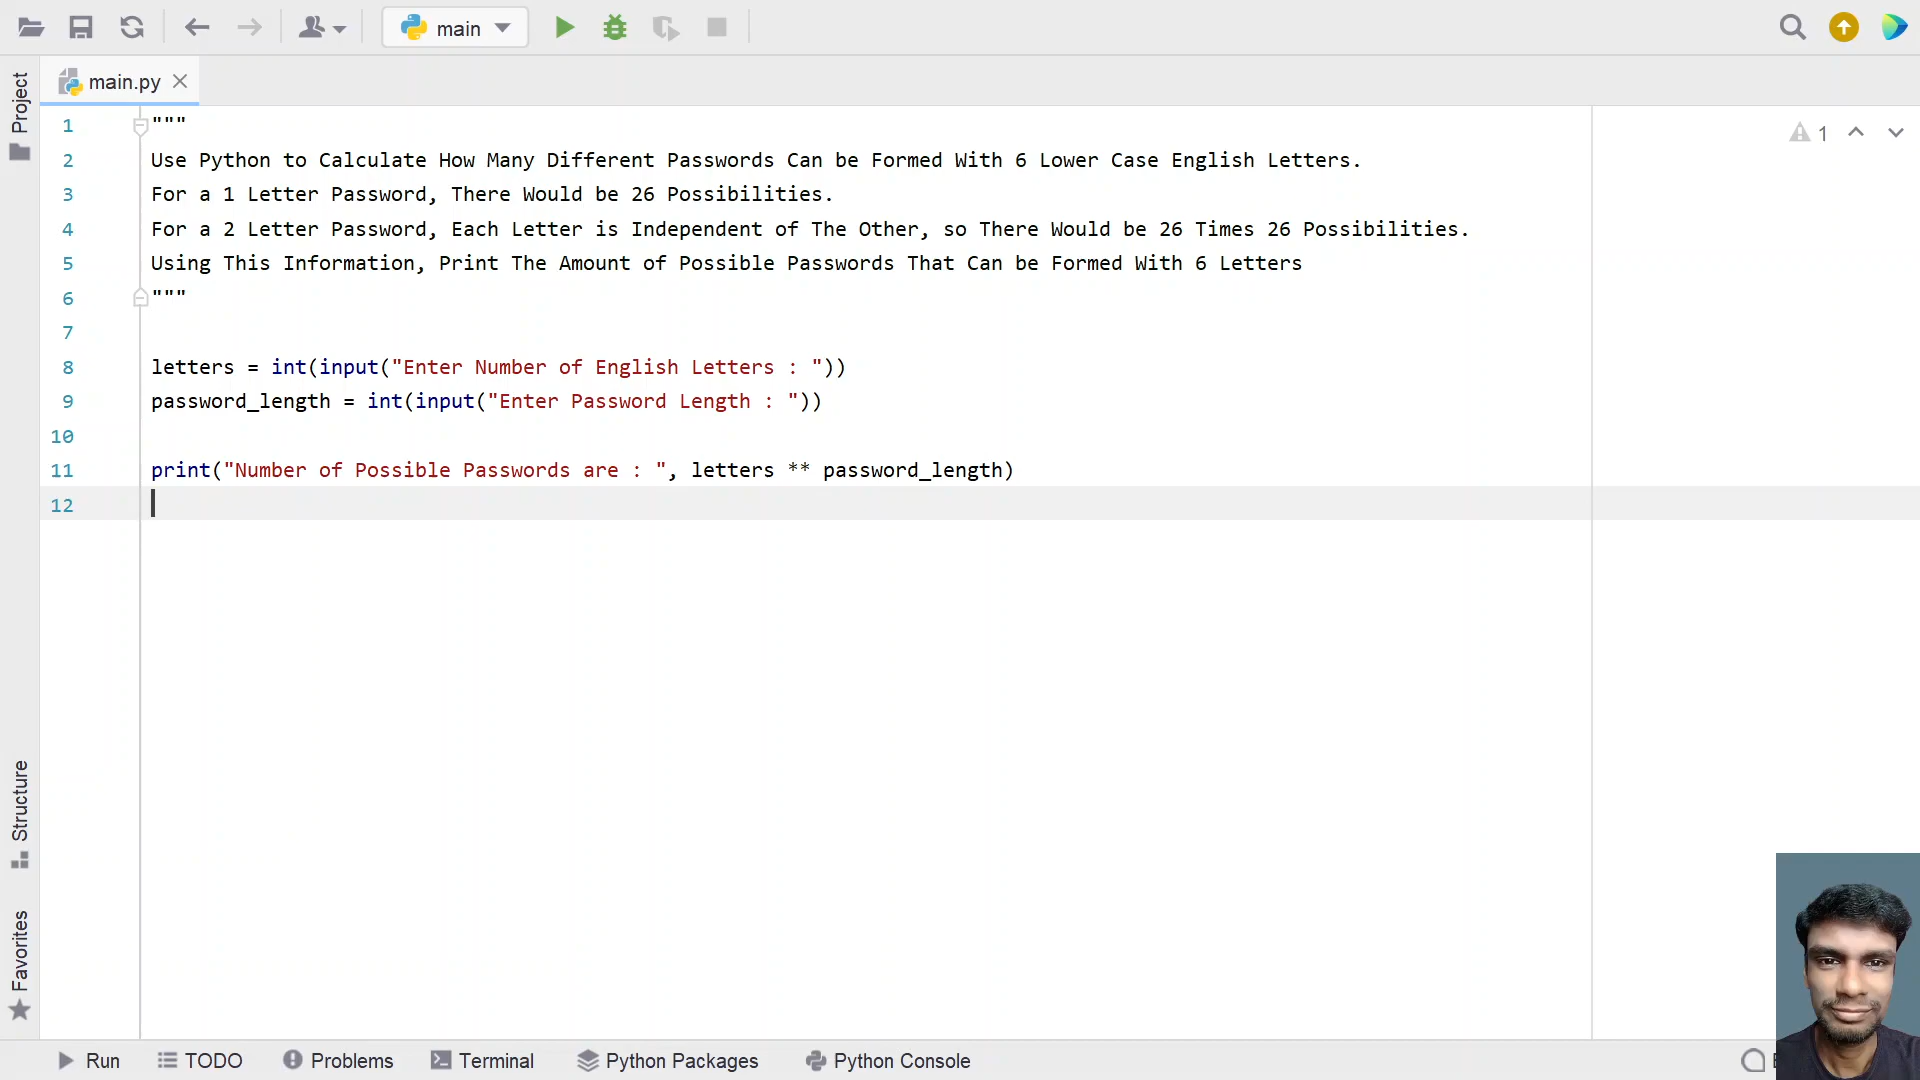 main
main.py
Project
1 """
2 Use Python to Calculate How Many Different Passwords Can be Formed With 6 Lower Case English Letters.
3 For a 1 Letter Password, There Would be 26 Possibilities.
4 For a 2 Letter Password, Each Letter is Independent of The Other, so There Would be 26 Times 26 Possibilities.
5 Using This Information, Print The Amount of Possible Passwords That Can be Formed With 6 Letters
6 """
7
8 letters = int(input("Enter Number of English Letters : "))
9 password_length = int(input("Enter Password Length : "))
10
11 print("Number of Possible Passwords are : ", letters ** password_length)
12
1
Structure
Favorites
Run TODO Problems Terminal Python Packages Python Console